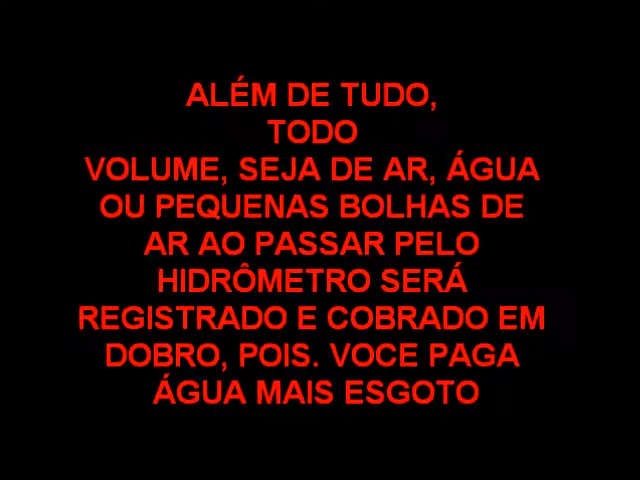 ALÉM DE TUDO,
TODO
VOLUME, SEJA DE AR, ÁGUA
OU PEQUENAS BOLHAS DE
AR AO PASSAR PELO
HIDRÔMETRO SERÁ
REGISTRADO E COBRADO EM
DOBRO, POIS. VOCE PAGA
ÁGUA MAIS ESGOTO